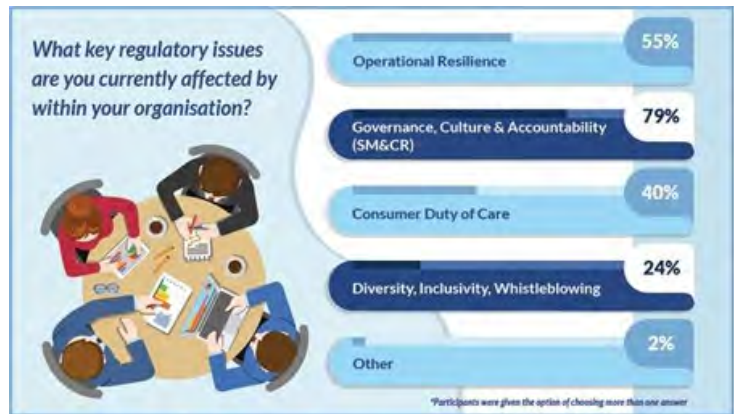 What key regulatory issues
are you currently affected by
within your organisation?
55%
Operational Resilience
79%
Governance, Culture & Accountability
(SM&CR)
40%
Consumer Duty of Care
24%
Diversity, Inclusivity, Whistleblowing
2%
Other
*Participants were given the option of choosing more than one answer